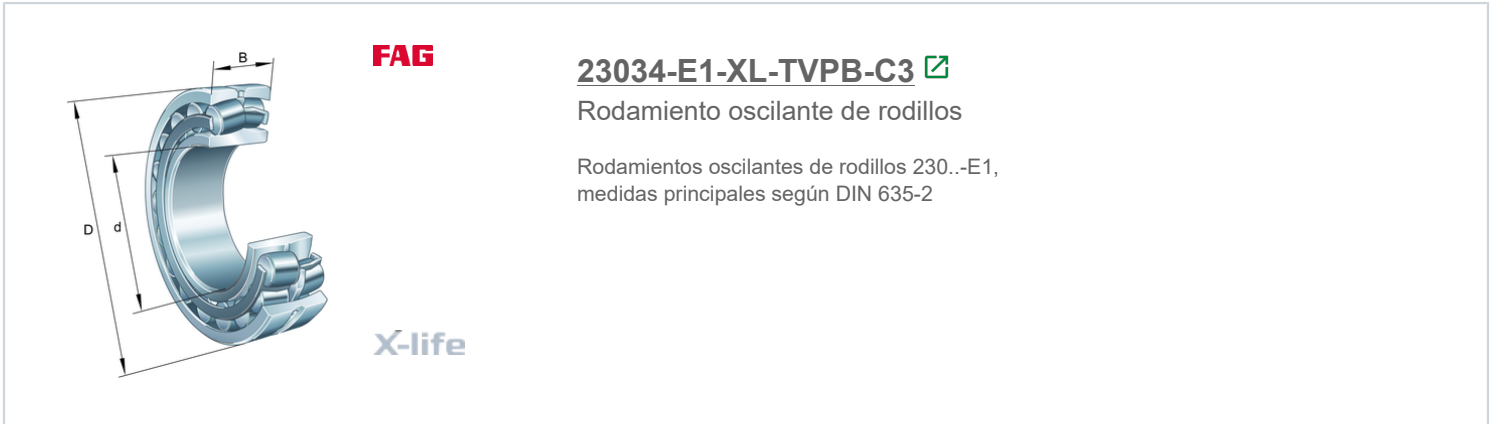 B
FAG
23034-E1-XL-TVPB-C3
Rodamiento oscilante de rodillos
Rodamientos oscilantes de rodillos 230..-E1,
medidas principales según DIN 635-2
D
d
X-life